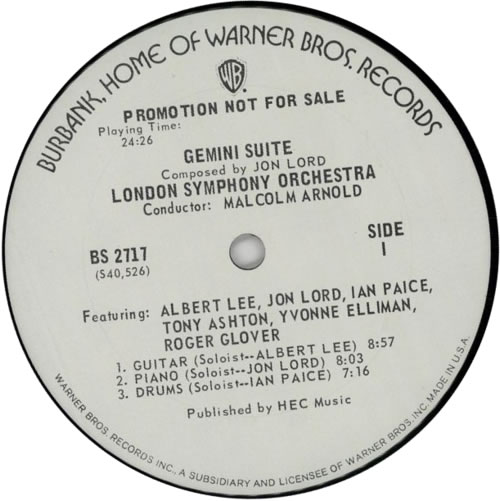 BURBANK, HOME OF WARNER BROS. RECORDS
WB
PROMOTION NOT FOR SALE
Playing Time:
24:26
GEMINI SUITE
Composed by JON LORD
LONDON SYMPHONY ORCHESTRA
Conductor: MALCOLM ARNOLD
BS 2717
(S40,526)
SIDE
1
Featuring: ALBERT LEE, JON LORD, IAN PAICE,
TONY ASHTON, YVONNE ELLIMAN,
ROGER GLOVER
1. GUITAR (Soloist--ALBERT LEE) 8:57
2. PIANO (Soloist--JON LORD) 8:03
3. DRUMS (Soloist--IAN PAICE) 7:16
Published by HEC Music
WARNER BROS. RECORDS INC., A SUBSIDIARY AND LICENSEE OF WARNER BROS. INC. MADE IN U.S.A.